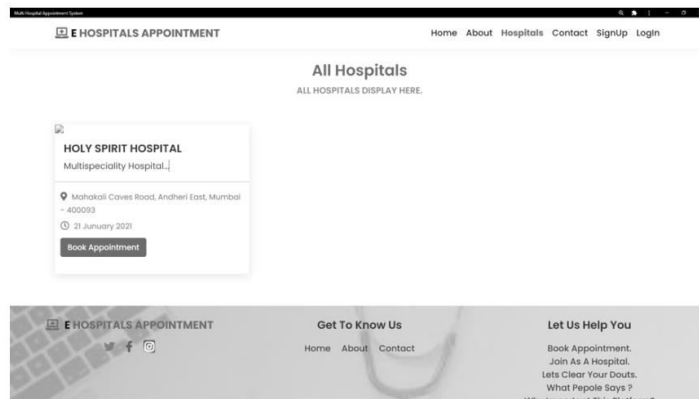 Multi Hospital Appointment System
E HOSPITALS APPOINTMENT
Home About Hospitals Contact SignUp LogIn
All Hospitals
ALL HOSPITALS DISPLAY HERE.
HOLY SPIRIT HOSPITAL
Multispeciality Hospital...
Mahakali Caves Road, Andheri East, Mumbai
- 400093
21 Junuary 2021
Book Appointment
E HOSPITALS APPOINTMENT
Get To Know Us
Home About Contact
Let Us Help You
Book Appointment.
Join As A Hospital.
Lets Clear Your Douts.
What Pepole Says ?